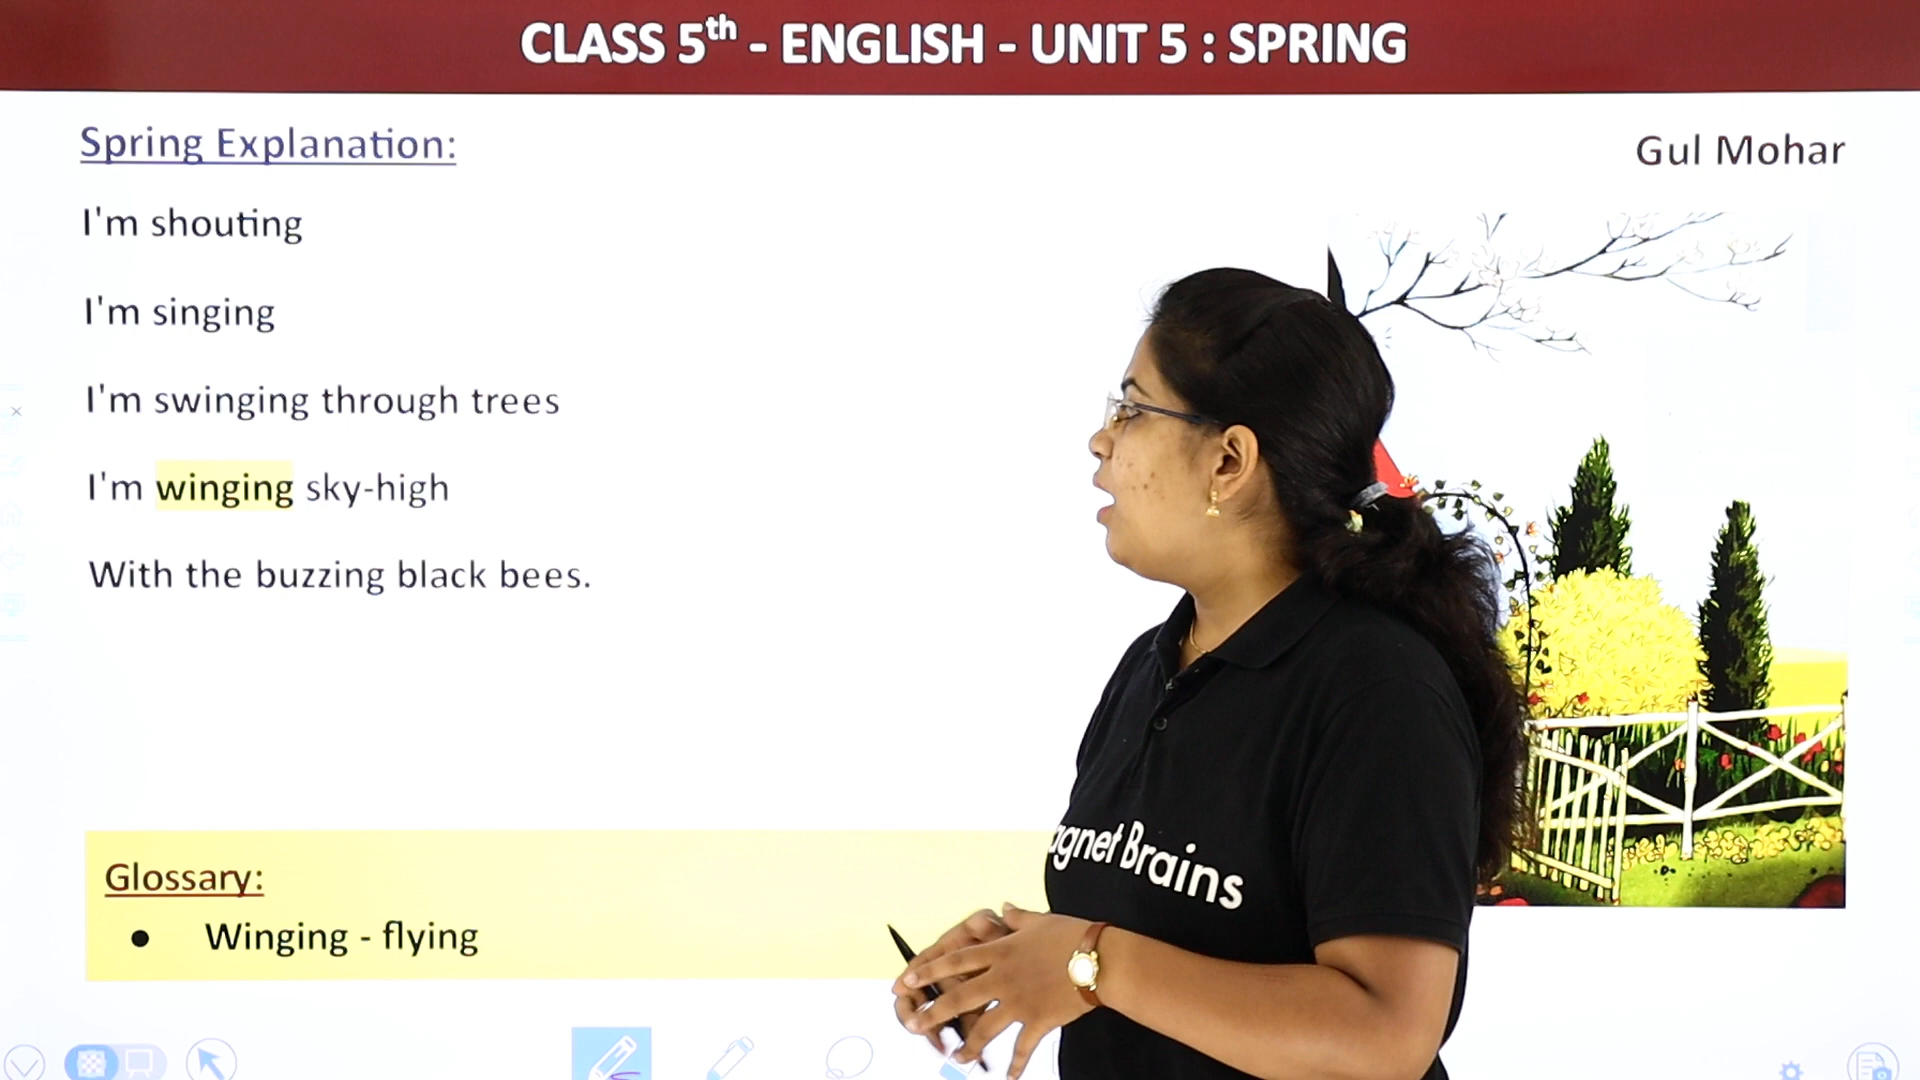 CLASS 5th - ENGLISH - UNIT 5 : SPRING
Spring Explanation:
Gul Mohar
I'm shouting
I'm singing
I'm swinging through trees
I'm winging sky-high
With the buzzing black bees.
Glossary:
● Winging - flying
agnet Brains